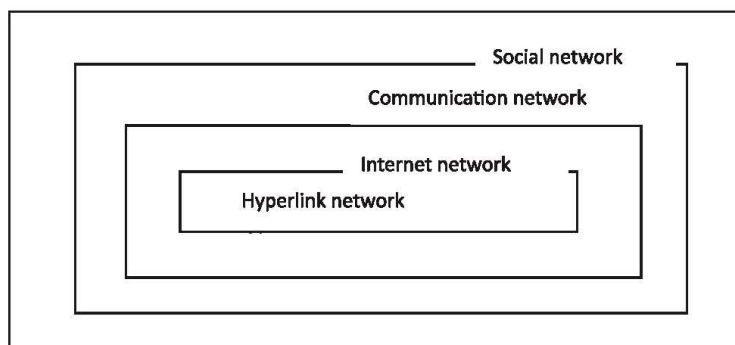 Social network
Communication network
Internet network
Hyperlink network